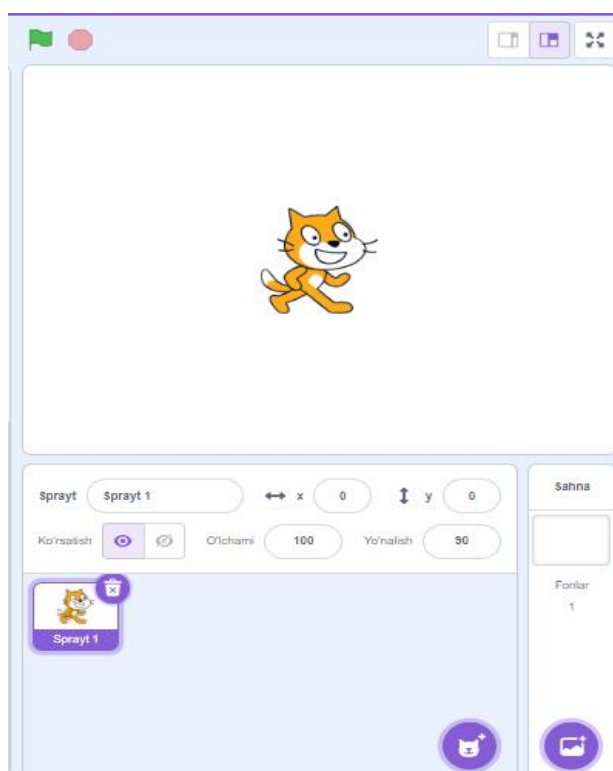 Sprayt Sprayt 1 x 0 y 0
Ko'rsatish O'lchami 100 Yo'nalish 90
Sprayt 1
Sahna
Fonlar
1